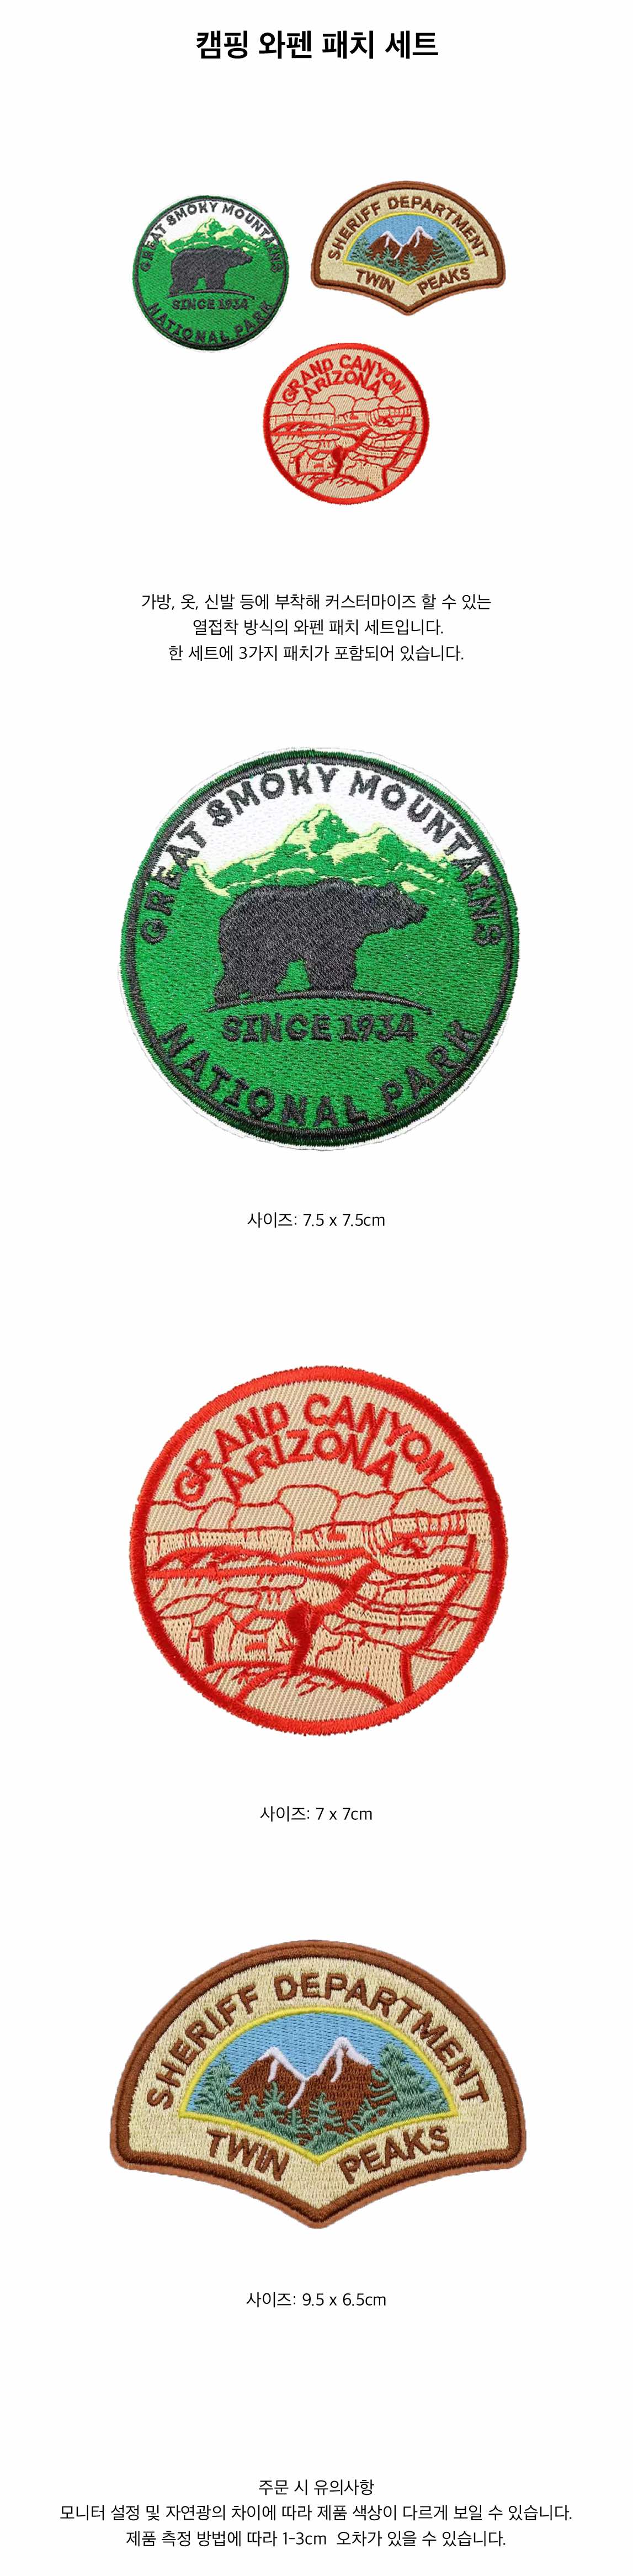 캠핑 와펜 패치 세트
GREAT SMOKY MOUNTAINS
SINCE 1934
NATIONAL PARK
SHERIFF DEPARTMENT
TWIN PEAKS
GRAND CANYON
ARIZONA
가방, 옷, 신발 등에 부착해 커스터마이즈 할 수 있는
열접착 방식의 와펜 패치 세트입니다.
한 세트에 3가지 패치가 포함되어 있습니다.
GREAT SMOKY MOUNTAINS
SINCE 1934
NATIONAL PARK
사이즈: 7.5 x 7.5cm
GRAND CANYON
ARIZONA
사이즈: 7 x 7cm
SHERIFF DEPARTMENT
TWIN PEAKS
사이즈: 9.5 x 6.5cm
주문 시 유의사항
모니터 설정 및 자연광의 차이에 따라 제품 색상이 다르게 보일 수 있습니다.
제품 측정 방법에 따라 1-3cm 오차가 있을 수 있습니다.